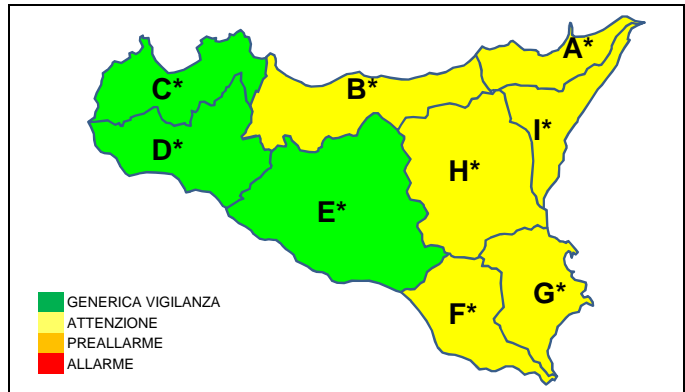 A*
C*
B*
I*
D*
H*
E*
G*
F*
GENERICA VIGILANZA
ATTENZIONE
PREALLARME
ALLARME